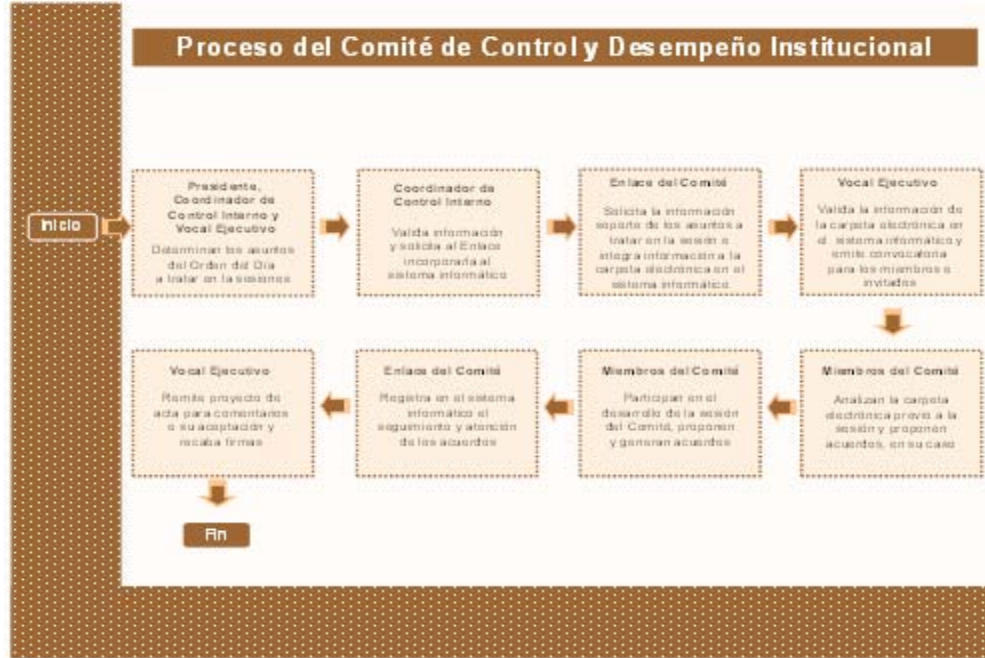 Proceso del Comité de Control y Desempeño Institucional
Inicio
Presidente,
Coordinador de
Control Interno y
Vocal Ejecutivo
Determinan los asuntos
del Orden del Día
a tratar en la sesiones
Coordinador de
Control Interno
Valida información
y solicita al Enlace
incorporarla al
sistema informático
Enlace del Comité
Solicita la información
soporte de los asuntos a
tratar en la sesión e
integra información a la
carpeta electrónica en el
sistema informático.
Vocal Ejecutivo
Valida la información de
la carpeta electrónica en
el sistema informático y
emite convocatoria
para los miembros e
invitados
Miembros del Comité
Analizan la carpeta
electrónica previo a la
sesión y proponen
acuerdos, en su caso
Miembros del Comité
Participan en el
desarrollo de la sesión
del Comité, proponen
y generan acuerdos
Enlace del Comité
Registra en el sistema
informático el
seguimiento y atención
de los acuerdos
Vocal Ejecutivo
Remite proyecto de
acta para comentarios
o su aceptación y
recaba firmas
Fin